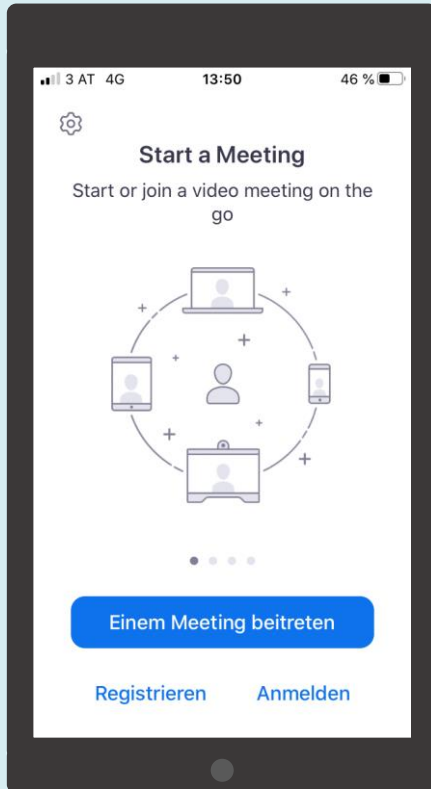 3 AT 4G 13:50 46 %
Start a Meeting
Start or join a video meeting on the
go
Einem Meeting beitreten
Registrieren Anmelden